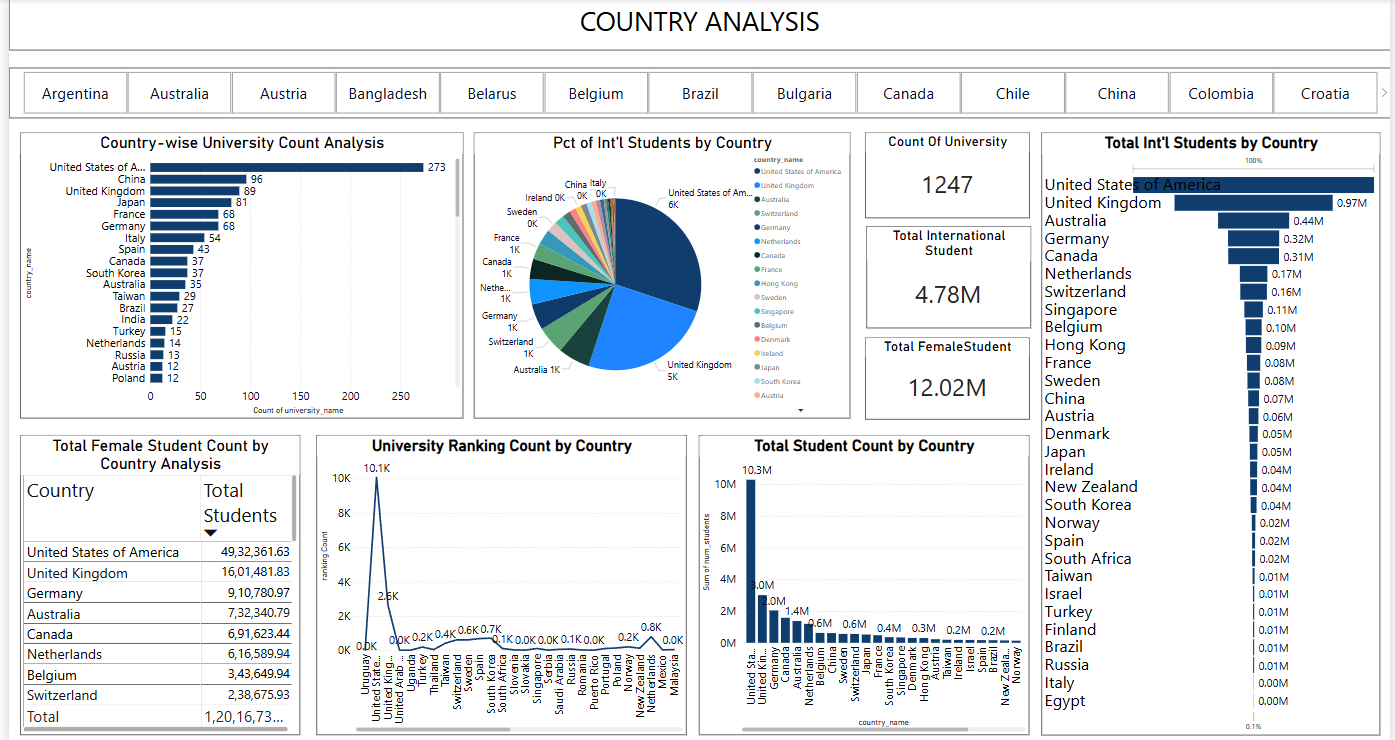 COUNTRY ANALYSIS
Argentina
Australia
Austria
Bangladesh
Belarus
Belgium
Brazil
Bulgaria
Canada
Chile
China
Colombia
Croatia
Country-wise University Count Analysis
country_name
United States of A... 273
China 96
United Kingdom 89
Japan 81
France 68
Germany 68
Italy 54
Spain 43
Canada 37
South Korea 37
Australia 35
Taiwan 29
Brazil 27
India 22
Turkey 15
Netherlands 14
Russia 13
Austria 12
Poland 12
0 50 100 150 200 250
Count of university_name
Pct of Int'l Students by Country
United States of Am...
6K
United Kingdom
5K
Australia 1K
Switzerland
1K
Germany
1K
Nethe...
1K
Canada
1K
France
1K
Sweden
0K
Ireland 0K
China
0K
Italy
0K
country_name
United States of America
United Kingdom
Australia
Switzerland
Germany
Netherlands
Canada
France
Hong Kong
Sweden
Singapore
Belgium
Denmark
Ireland
Japan
South Korea
Austria
Count Of University
1247
Total International
Student
4.78M
Total FemaleStudent
12.02M
Total Int'l Students by Country
100%
United States of America
United Kingdom 0.97M
Australia 0.44M
Germany 0.32M
Canada 0.31M
Netherlands 0.17M
Switzerland 0.16M
Singapore 0.11M
Belgium 0.10M
Hong Kong 0.09M
France 0.08M
Sweden 0.08M
China 0.07M
Austria 0.06M
Denmark 0.05M
Japan 0.05M
Ireland 0.04M
New Zealand 0.04M
South Korea 0.04M
Norway 0.02M
Spain 0.02M
South Africa 0.02M
Taiwan 0.01M
Israel 0.01M
Turkey 0.01M
Finland 0.01M
Brazil 0.01M
Russia 0.01M
Italy 0.00M
Egypt 0.00M
0.1%
Total Female Student Count by
Country Analysis
Country Total
Students
United States of America 49,32,361.63
United Kingdom 16,01,481.83
Germany 9,10,780.97
Australia 7,32,340.79
Canada 6,91,623.44
Netherlands 6,16,589.94
Belgium 3,43,649.94
Switzerland 2,38,675.93
Total 1,20,16,73...
University Ranking Count by Country
ranking Count
10K
8K
6K
4K
2K
0K
0.0K
10.1K
2.6K
0.0K
0.2K
0.4K
0.6K
0.7K
0.1K
0.0K
0.0K
0.1K
0.0K
0.2K
0.8K
0.0K
Uruguay
United State...
United King...
United Arab ...
Uganda
Turkey
Thailand
Taiwan
Switzerland
Sweden
Spain
South Korea
South Africa
Slovenia
Slovakia
Singapore
Serbia
Saudi Arabia
Russia
Romania
Puerto Rico
Portugal
Poland
Norway
New Zealand
Netherlands
Mexico
Malaysia
Total Student Count by Country
Sum of num_students
10M
8M
6M
4M
2M
0M
10.3M
3.0M
2.0M
1.4M
0.6M
0.6M
0.4M
0.3M
0.2M
0.2M
United Sta...
United Kin...
Germany
Canada
Australia
Netherlands
Belgium
China
Sweden
Switzerland
Japan
France
South Korea
Singapore
Denmark
Hong Kong
Austria
Taiwan
Ireland
Israel
Spain
Brazil
New Zeala...
Norway
country_name